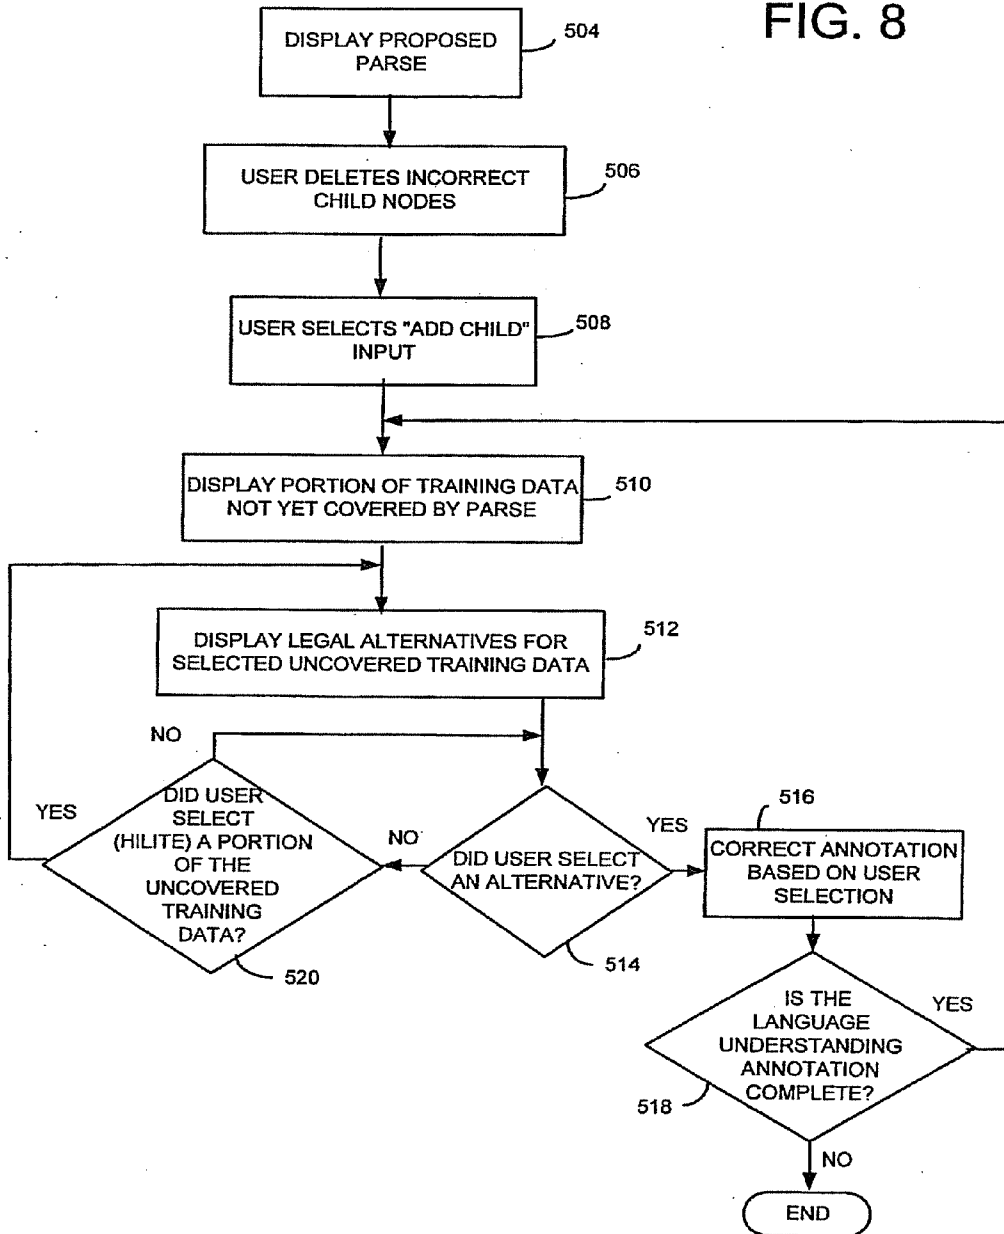 FIG. 8
DISPLAY PROPOSED
PARSE
504
USER DELETES INCORRECT
CHILD NODES
506
USER SELECTS "ADD CHILD"
INPUT
508
DISPLAY PORTION OF TRAINING DATA
NOT YET COVERED BY PARSE
510
DISPLAY LEGAL ALTERNATIVES FOR
SELECTED UNCOVERED TRAINING DATA
512
NO
YES
DID USER
SELECT
(HILITE) A PORTION
OF THE
UNCOVERED
TRAINING
DATA?
520
NO
DID USER SELECT
AN ALTERNATIVE?
514
YES
516
CORRECT ANNOTATION
BASED ON USER
SELECTION
IS THE
LANGUAGE
UNDERSTANDING
ANNOTATION
COMPLETE?
518
YES
NO
END